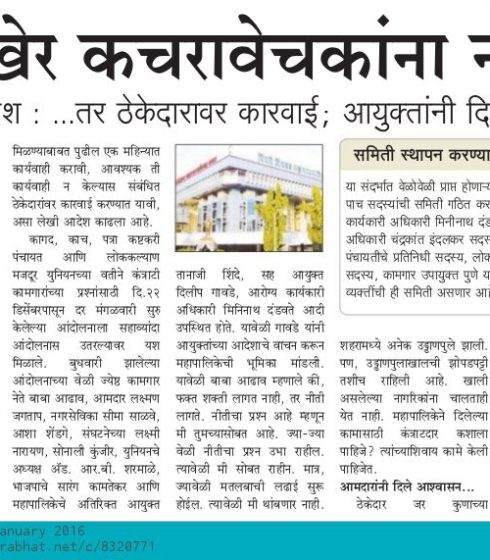 खेर कचरावेचकांना न
श : ...तर ठेकेदारावर कारवाई; आयुक्तांनी दि
मिळण्याबाबत पुढील एक महिन्यात
कार्यवाही करावी, आवश्यक ती
कार्यवाही न केल्यास संबंधित
ठेकेदारांवर कारवाई करण्यात यावी,
असा लेखी आदेश काढला आहे.
कागद, काच, पत्रा कष्टकरी
पंचायत आणि लोककल्याण
मजदूर युनियनच्या वतीने कंत्राटी
कामगारांच्या प्रश्नांसाठी दि.२२
डिसेंबरपासून दर मंगळवारी सुरु
केलेल्या आंदोलनाला सहाव्यांदा
आंदोलनास उतरल्यावर यश
मिळाले. बुधवारी झालेल्या
आंदोलनाच्या वेळी ज्येष्ठ कामगार
नेते बाबा आढाव, आमदार लक्ष्मण
जगताप, नगरसेविका सीमा साळवे,
आशा शेंडगे, संघटनेच्या लक्ष्मी
नारायण, सोनाली कुंजीर, युनियनचे
अध्यक्ष अँड. आर.बी. शरमाळे,
भाजपाचे सारंग कामतेकर आणि
महापालिकेचे अतिरिक्त आयुक्त
तानाजी शिंदे, सह आयुक्त
दिलीप गावडे, आरोग्य कार्यकारी
अधिकारी मिनिनाथ दंडवते आदी
उपस्थित होते. यावेळी गावडे यांनी
आयुक्तांच्या आदेशाचे वाचन करून
महापालिकेची भूमिका मांडली.
यावेळी बाबा आढाव म्हणाले की,
फक्त शक्ती लागत नाही, तर नीती
लागते. नीतीचा प्रश्न आहे म्हणून
मी तुमच्यासोबत आहे. ज्या-ज्या
वेळी नीतीचा प्रश्न उभा राहील.
त्यावेळी मी सोबत राहीन. मात्र,
ज्यावेळी मतलबाची लढाई सुरू
होईल. त्यावेळी मी थांबणार नाही.
समिती स्थापन करण्या
या संदर्भात वेळोवेळी प्राप्त होणाऱ्य
पाच सदस्यांची समिती गठित कर
कार्यकारी अधिकारी मिनीनाथ दंड
अधिकारी चंद्रकांत इंदलकर सदस
पंचायतीचे प्रतिनिधी सदस्य, लोक
सदस्य, कामगार उपायुक्त पुणे या
व्यक्तींची ही समिती असणार आहे
शहरामध्ये अनेक उड्डाणपुले झाली.
पण, उड्डाणपुलाखालची झोपडपट्टी
तशीच राहिली आहे. खाली
असलेल्या नागरिकांना चालताही
येत नाही. महापालिकेने दिलेल्या
कामासाठी कंत्राटदार कशाला
पाहिजे? त्यांच्याशिवाय कामे केली
पाहिजेत.
आमदारांनी दिले आश्वासन...
ठेकेदार जर कुणाच्या
anuary 2016
rabhat.net/c/8320771